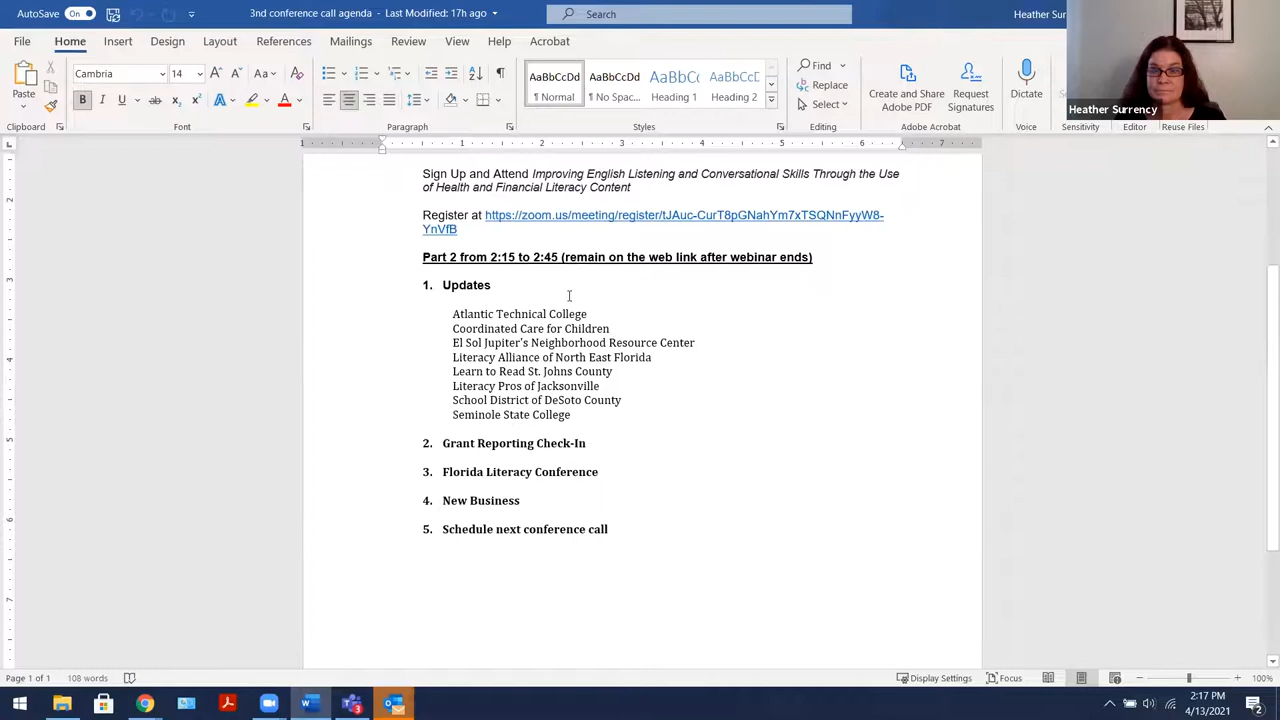 AutoSave On 3rd conference call agenda - Last Modified: 17m ago Search Heather Sur
File Home Insert Design Layout References Mailings Review View Help Acrobat
Paste Cambria 14 Aa AaBbCcDd AaBbCcDd AaBbCc AaBbCcD Find
¶ Normal ¶ No Spac... Heading 1 Heading 2 Replace Create and Share Request Dictate
Select Adobe PDF Signatures
Clipboard Font Paragraph Styles Editing Adobe Acrobat Voice Sensitivity Editor Reuse Files
Heather Surrency
Sign Up and Attend Improving English Listening and Conversational Skills Through the Use
of Health and Financial Literacy Content
Register at https://zoom.us/meeting/register/tJAuc-CurT8pGNahYm7xTSQNnFyyW8-
YnVfB
Part 2 from 2:15 to 2:45 (remain on the web link after webinar ends)
1. Updates
Atlantic Technical College
Coordinated Care for Children
El Sol Jupiter's Neighborhood Resource Center
Literacy Alliance of North East Florida
Learn to Read St. Johns County
Literacy Pros of Jacksonville
School District of DeSoto County
Seminole State College
2. Grant Reporting Check-In
3. Florida Literacy Conference
4. New Business
5. Schedule next conference call
Page 1 of 1 108 words Display Settings Focus 100%
2:17 PM
4/13/2021